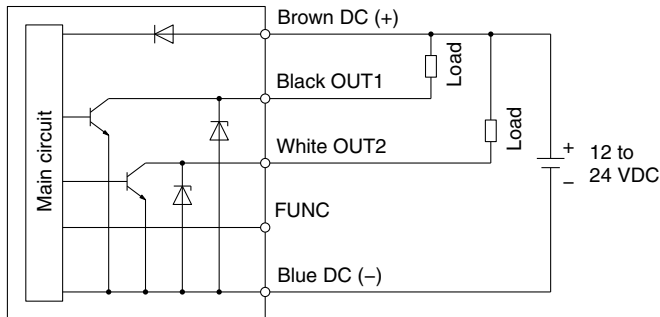 Main circuit
Brown DC (+)
Black OUT1
White OUT2
FUNC
Blue DC (−)
Load
Load
+
12 to
24 VDC
−